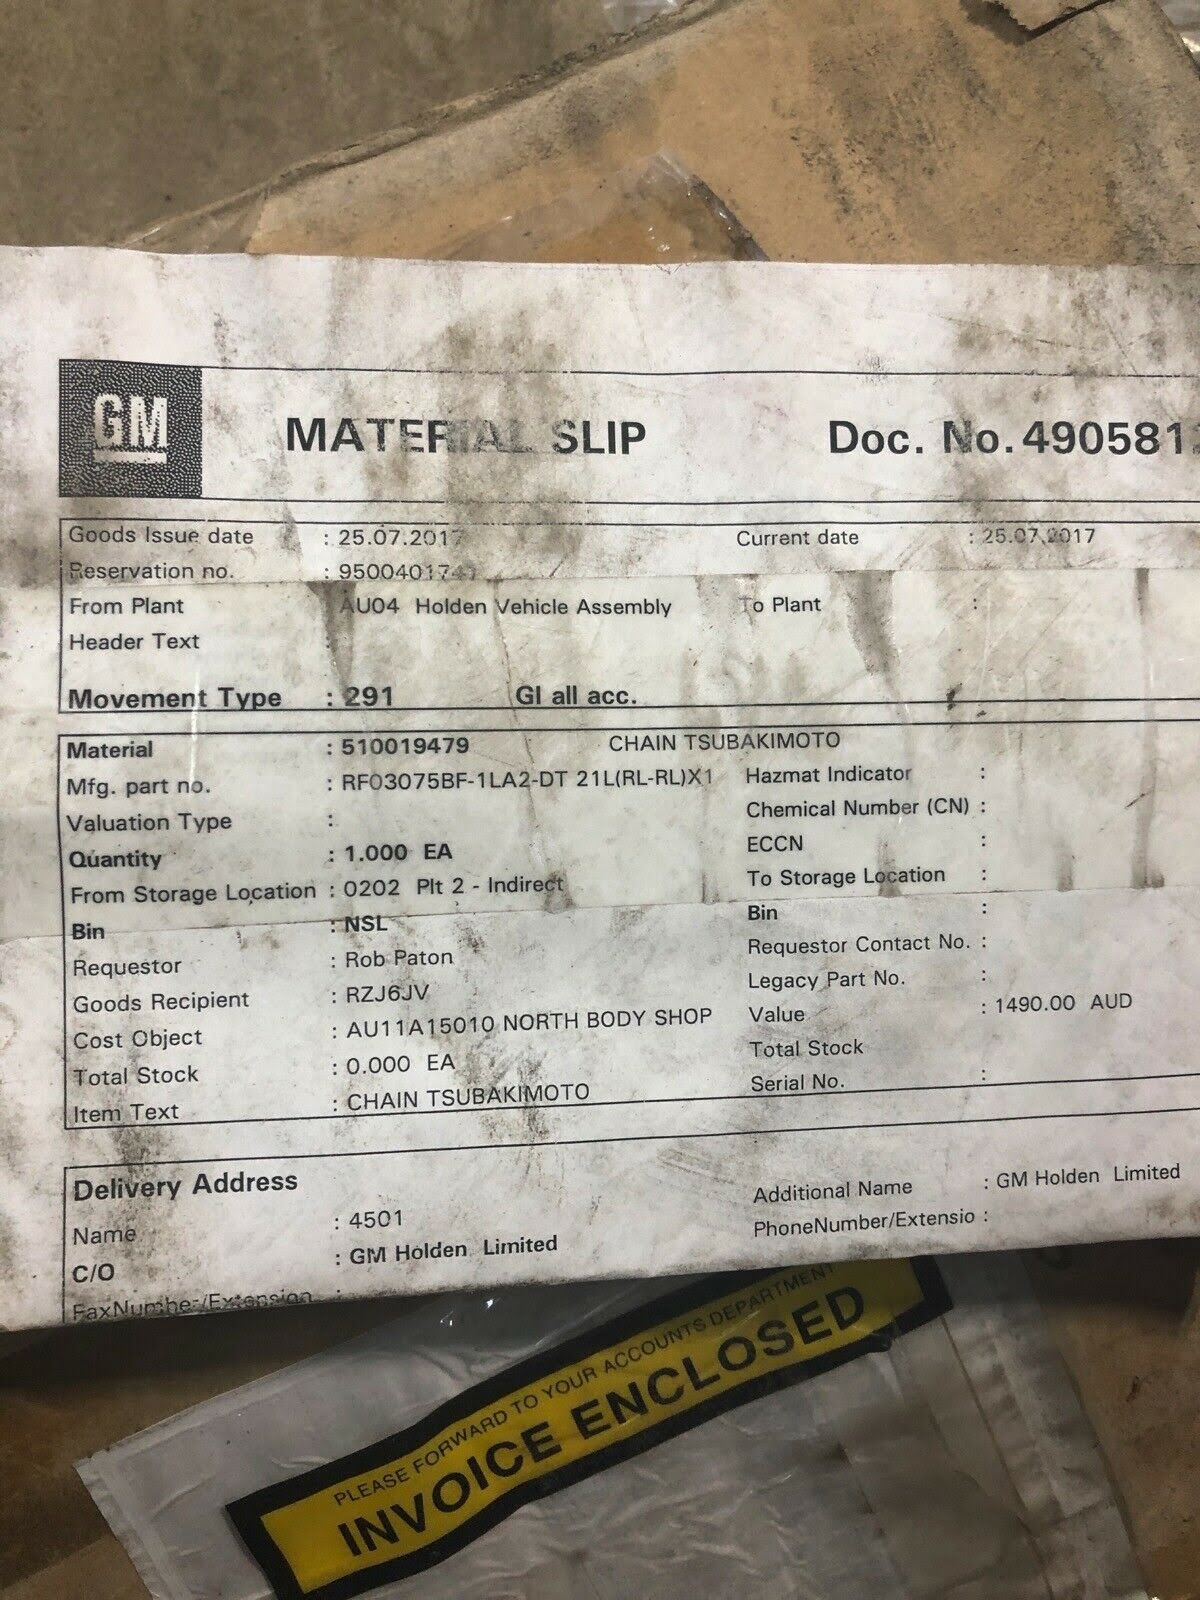 GM MATERIAL SLIP Doc. No. 490581
Goods Issue date : 25.07.2017 Current date : 25.07.2017
Reservation no. : 950040174
From Plant AU04 Holden Vehicle Assembly To Plant :
Header Text :
Movement Type : 291 GI all acc.
Material : 510019479 CHAIN TSUBAKIMOTO
Mfg. part no. : RF03075BF-1LA2-DT 21L(RL-RL)X1 Hazmat Indicator :
Valuation Type : Chemical Number (CN) :
Quantity : 1.000 EA ECCN :
From Storage Location : 0202 Plt 2 - Indirect To Storage Location :
Bin : NSL Bin :
Requestor : Rob Paton Requestor Contact No. :
Goods Recipient : RZJ6JV Legacy Part No. :
Cost Object : AU11A15010 NORTH BODY SHOP Value : 1490.00 AUD
Total Stock : 0.000 EA Total Stock
Item Text : CHAIN TSUBAKIMOTO Serial No. :
Delivery Address
Name : 4501 Additional Name : GM Holden Limited
C/O : GM Holden Limited PhoneNumber/Extensio :
FaxNumber/Extension :
PLEASE FORWARD TO YOUR ACCOUNTS DEPARTMENT
INVOICE ENCLOSED